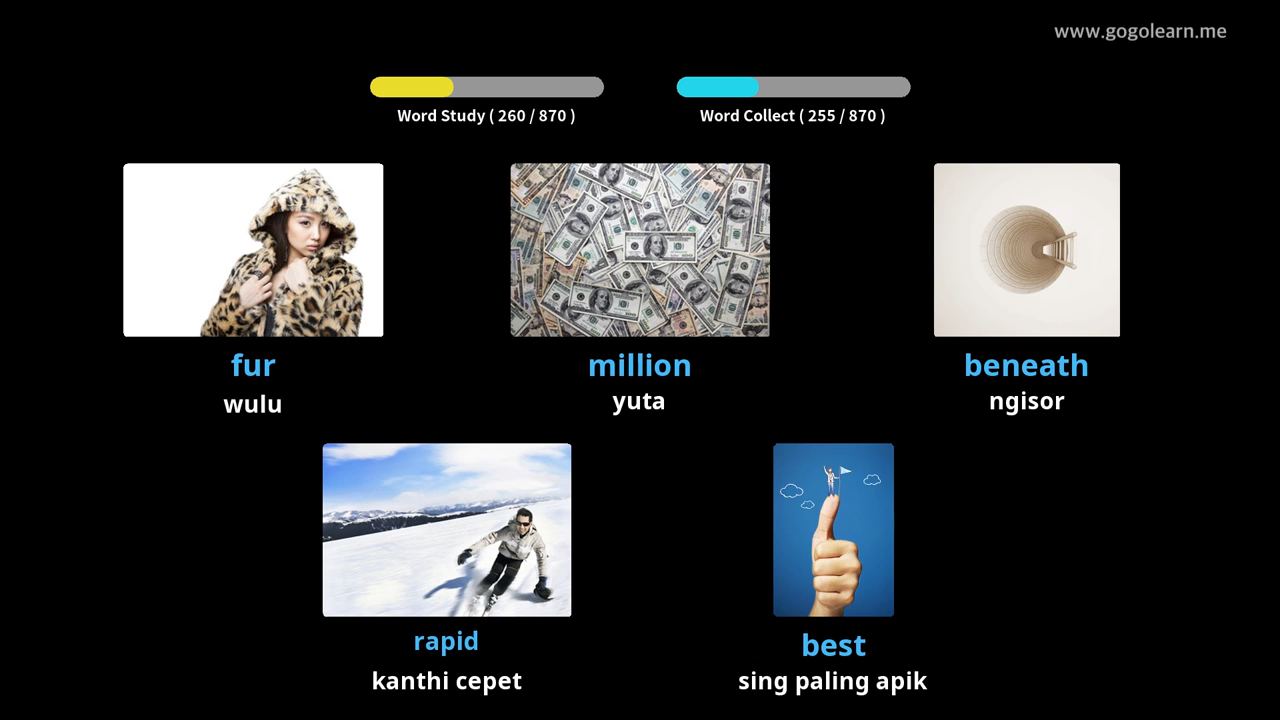 www.gogolearn.me
Word Study ( 260 / 870 )
Word Collect ( 255 / 870 )
fur
wulu
million
yuta
beneath
ngisor
rapid
kanthi cepet
best
sing paling apik